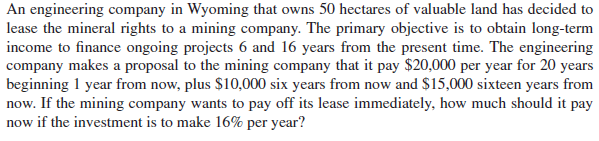 An engineering company in Wyoming that owns 50 hectares of valuable land has decided to
lease the mineral rights to a mining company. The primary objective is to obtain long-term
income to finance ongoing projects 6 and 16 years from the present time. The engineering
company makes a proposal to the mining company that it pay $20,000 per year for 20 years
beginning 1 year from now, plus $10,000 six years from now and $15,000 sixteen years from
now. If the mining company wants to pay off its lease immediately, how much should it pay
now if the investment is to make 16% per year?